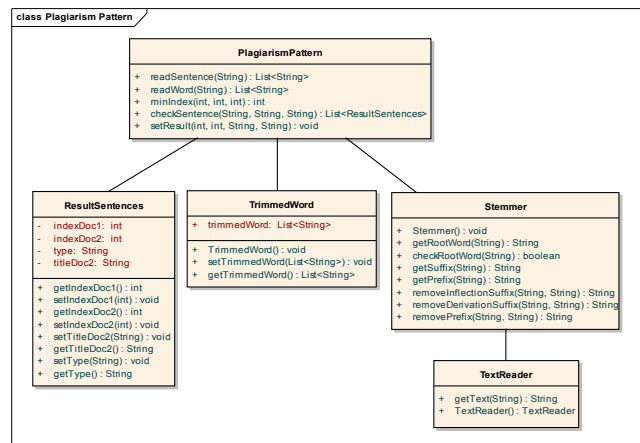 class Plagiarism Pattern
PlagiarismPattern
+ readSentence(String) : List<String>
+ readWord(String) : List<String>
+ minIndex(int, int, int) : int
+ checkSentence(String, String, String) : List<ResultSentences>
+ setResult(int, int, String, String) : void
ResultSentences
- indexDoc1: int
- indexDoc2: int
- type: String
- titleDoc2: String
+ getIndexDoc1() : int
+ setIndexDoc1(int) : void
+ getIndexDoc2() : int
+ setIndexDoc2(int) : void
+ setTitleDoc2(String) : void
+ getTitleDoc2() : String
+ setType(String) : void
+ getType() : String
TrimmedWord
+ trimmedWord: List<String>
+ TrimmedWord() : void
+ setTrimmedWord(List<String>) : void
+ getTrimmedWord() : List<String>
Stemmer
+ Stemmer() : void
+ getRootWord(String) : String
+ checkRootWord(String) : boolean
+ getSuffix(String) : String
+ getPrefix(String) : String
+ removeInflectionSuffix(String, String) : String
+ removeDerivationSuffix(String, String) : String
+ removePrefix(String, String) : String
TextReader
+ getText(String) : String
+ TextReader() : TextReader